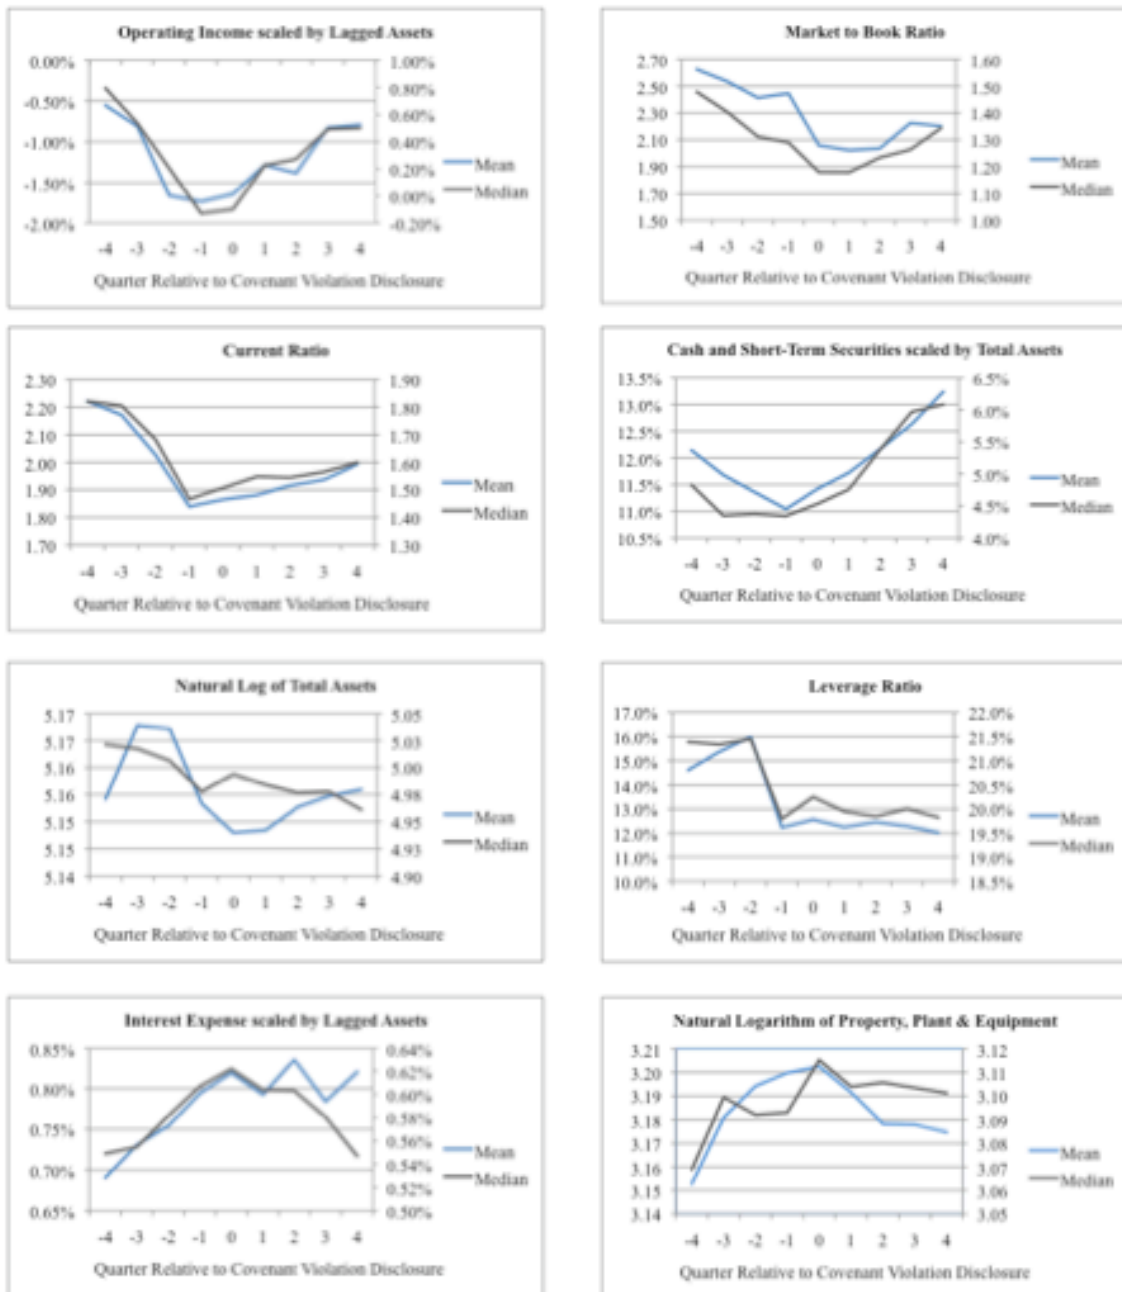 Operating Income scaled by Lagged Assets
0.00% 1.00%
-0.50% 0.80%
0.60%
-1.00% 0.40%
0.20%
-1.50% 0.00%
-2.00% -0.20%
Mean
Median
-4 -3 -2 -1 0 1 2 3 4
Quarter Relative to Covenant Violation Disclosure
Market to Book Ratio
2.70 1.60
2.50 1.50
2.30 1.40
2.10 1.30
1.90 1.20
1.70 1.10
1.50 1.00
Mean
Median
-4 -3 -2 -1 0 1 2 3 4
Quarter Relative to Covenant Violation Disclosure
Current Ratio
2.30 1.90
2.20 1.80
2.10 1.70
2.00 1.60
1.90 1.50
1.80 1.40
1.70 1.30
Mean
Median
-4 -3 -2 -1 0 1 2 3 4
Quarter Relative to Covenant Violation Disclosure
Cash and Short-Term Securities scaled by Total Assets
13.5% 6.5%
13.0% 6.0%
12.5% 5.5%
12.0% 5.0%
11.5% 4.5%
11.0% 4.0%
10.5%
Mean
Median
-4 -3 -2 -1 0 1 2 3 4
Quarter Relative to Covenant Violation Disclosure
Natural Log of Total Assets
5.17 5.05
5.17 5.03
5.16 5.00
5.16 4.98
5.15 4.95
5.15 4.93
5.14 4.90
Mean
Median
-4 -3 -2 -1 0 1 2 3 4
Quarter Relative to Covenant Violation Disclosure
Leverage Ratio
17.0% 22.0%
16.0% 21.5%
15.0% 21.0%
14.0% 20.5%
13.0% 20.0%
12.0% 19.5%
11.0% 19.0%
10.0% 18.5%
Mean
Median
-4 -3 -2 -1 0 1 2 3 4
Quarter Relative to Covenant Violation Disclosure
Interest Expense scaled by Lagged Assets
0.85% 0.64%
0.62%
0.80% 0.60%
0.58%
0.75% 0.56%
0.70% 0.54%
0.52%
0.65% 0.50%
Mean
Median
-4 -3 -2 -1 0 1 2 3 4
Quarter Relative to Covenant Violation Disclosure
Natural Logarithm of Property, Plant & Equipment
3.21 3.12
3.20 3.11
3.19 3.10
3.18 3.09
3.17 3.08
3.16 3.07
3.15 3.06
3.14 3.05
Mean
Median
-4 -3 -2 -1 0 1 2 3 4
Quarter Relative to Covenant Violation Disclosure